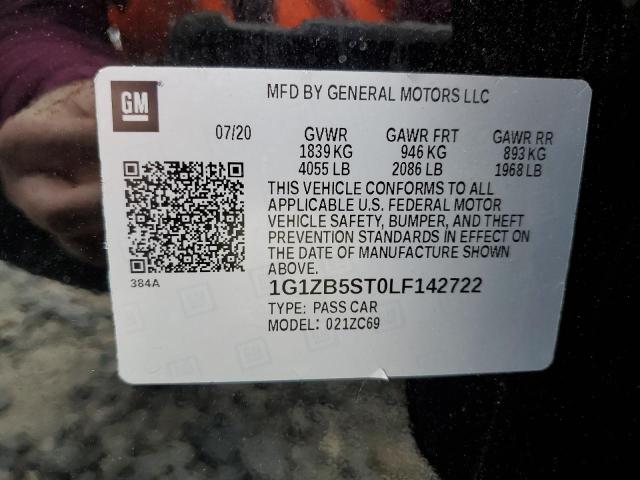 GM
MFD BY GENERAL MOTORS LLC
07/20 GVWR GAWR FRT GAWR RR
1839 KG 946 KG 893 KG
4055 LB 2086 LB 1968 LB
THIS VEHICLE CONFORMS TO ALL
APPLICABLE U.S. FEDERAL MOTOR
VEHICLE SAFETY, BUMPER, AND THEFT
PREVENTION STANDARDS IN EFFECT ON
THE DATE OF MANUFACTURE SHOWN
ABOVE.
384A
1G1ZB5ST0LF142722
TYPE: PASS CAR
MODEL: 021ZC69